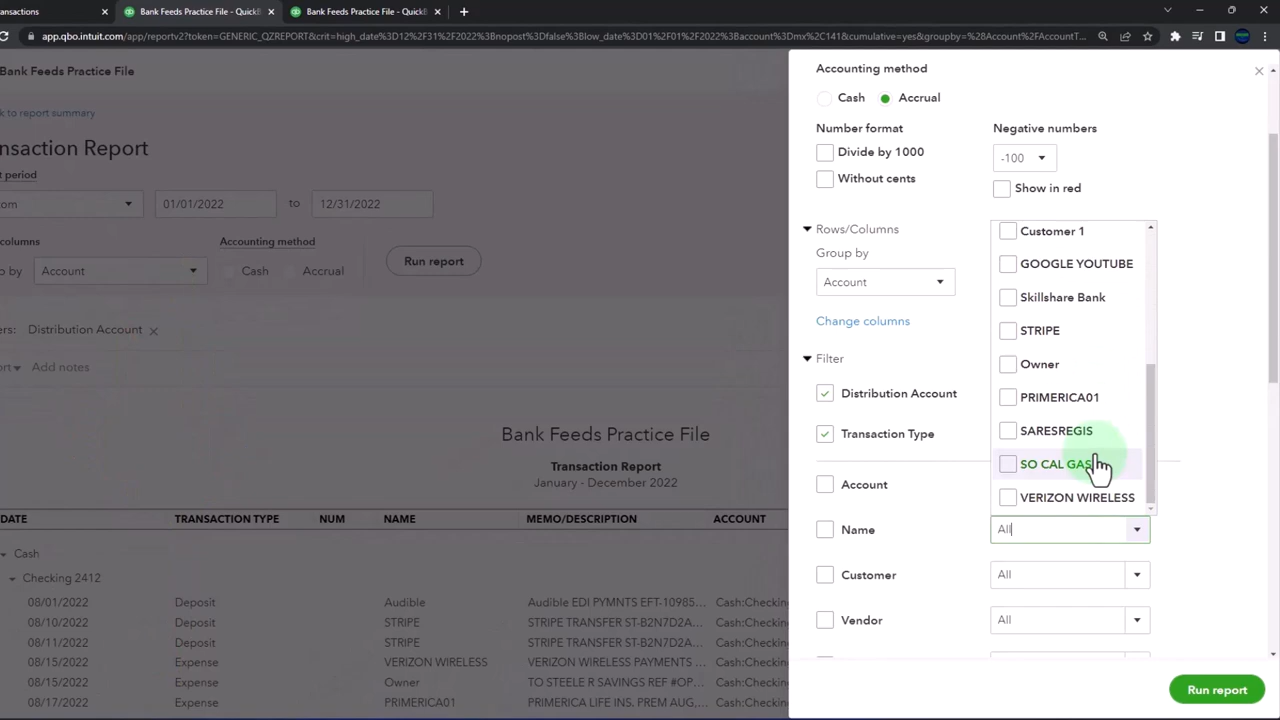 nsactions
Bank Feeds Practice File - Quickf
Bank Feeds Practice File - Quickf
app.qbo.intuit.com/app/reportv2?token=GENERIC_QZREPORT&crit=high_date%3D12%2F31%2F2022%3Bnopost%3Dfalse%3Blow_date%3D01%2F01%2F2022%3Baccount%3Dmx%C%141&cumulative=yes&groupby=%28Account%2FAccountT...
Bank Feeds Practice File
k to report summary
nsaction Report
t period
om
01/01/2022
to
12/31/2022
columns
Accounting method
by
Account
Cash
Accrual
Run report
ers:
Distribution Account
rt
Add notes
Bank Feeds Practice File
Transaction Report
January - December 2022
DATE
TRANSACTION TYPE
NUM
NAME
MEMO/DESCRIPTION
ACCOUNT
Cash
Checking 2412
08/01/2022 Deposit Audible Audible EDI PYMNTS EFT-10985... Cash:Checking
08/10/2022 Deposit STRIPE STRIPE TRANSFER ST-B2N7D2A... Cash:Checking
08/11/2022 Deposit STRIPE STRIPE TRANSFER ST-B2N7D2A... Cash:Checking
08/15/2022 Expense VERIZON WIRELESS VERIZON WIRELESS PAYMENTS Cash:Checking
08/15/2022 Expense Owner TO STEELE R SAVINGS REF #OP... Cash:Checking
08/17/2022 Expense PRIMERICA01 PRIMERICA LIFE INS. PREM AUG,... Cash:Checking
Accounting method
Cash
Accrual
Number format
Negative numbers
Divide by 1000
-100
Without cents
Show in red
Rows/Columns
Group by
Account
Change columns
Filter
Distribution Account
Transaction Type
Account
Name
All
Customer
All
Vendor
All
Customer 1
GOOGLE YOUTUBE
Skillshare Bank
STRIPE
Owner
PRIMERICA01
SARESREGIS
SO CAL GAS
VERIZON WIRELESS
Run report